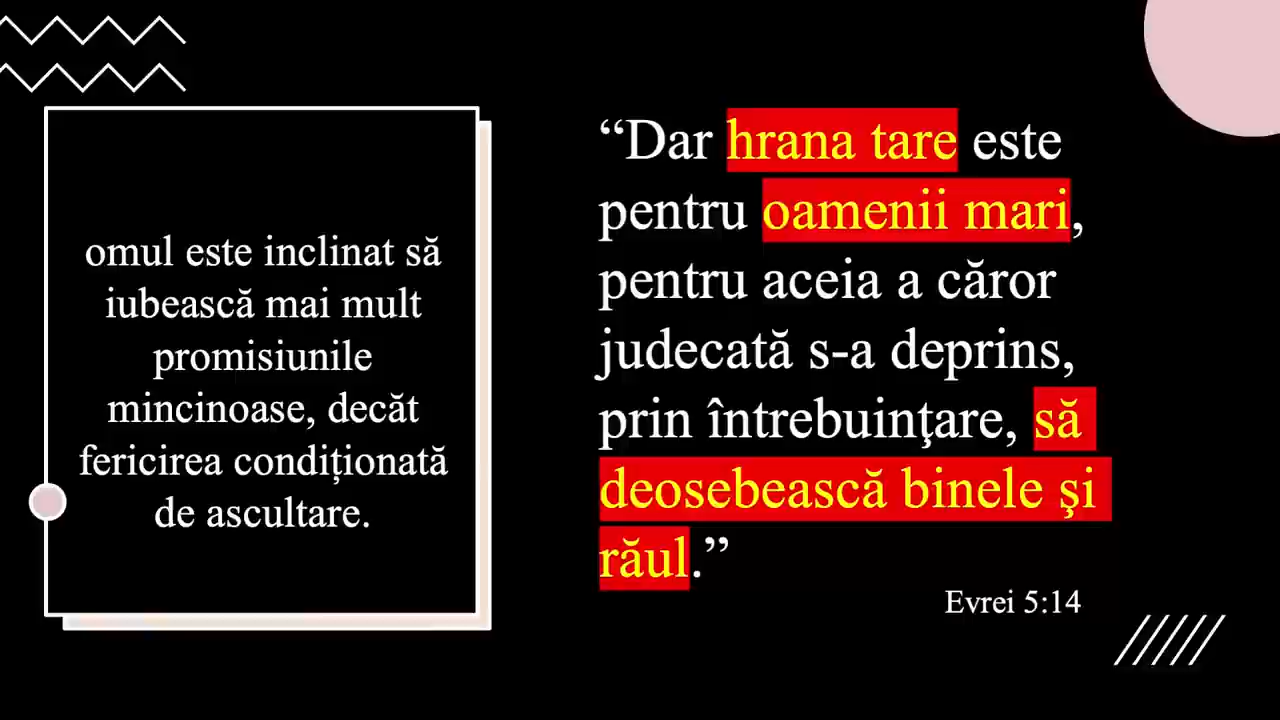 omul este inclinat să
iubească mai mult
promisiunile
mincinoase, decăt
fericirea condiționată
de ascultare.
“Dar hrana tare este
pentru oamenii mari,
pentru aceia a căror
judecată s-a deprins,
prin întrebuinţare, să
deosebească binele şi
răul.”
Evrei 5:14